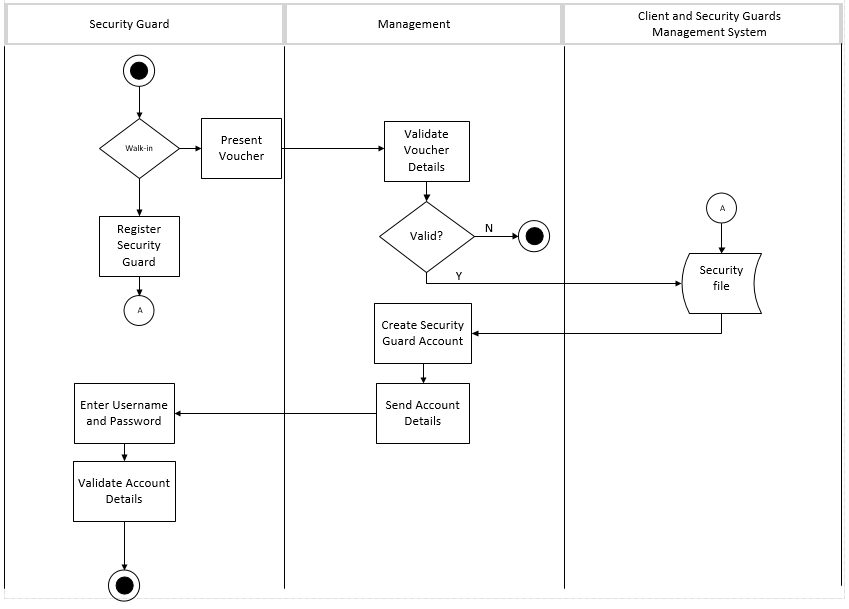 Security Guard
Management
Client and Security Guards
Management System
Walk-in
Present
Voucher
Validate
Voucher
Details
Register
Security
Guard
A
Valid?
N
Y
A
Security
file
Create Security
Guard Account
Send Account
Details
Enter Username
and Password
Validate Account
Details